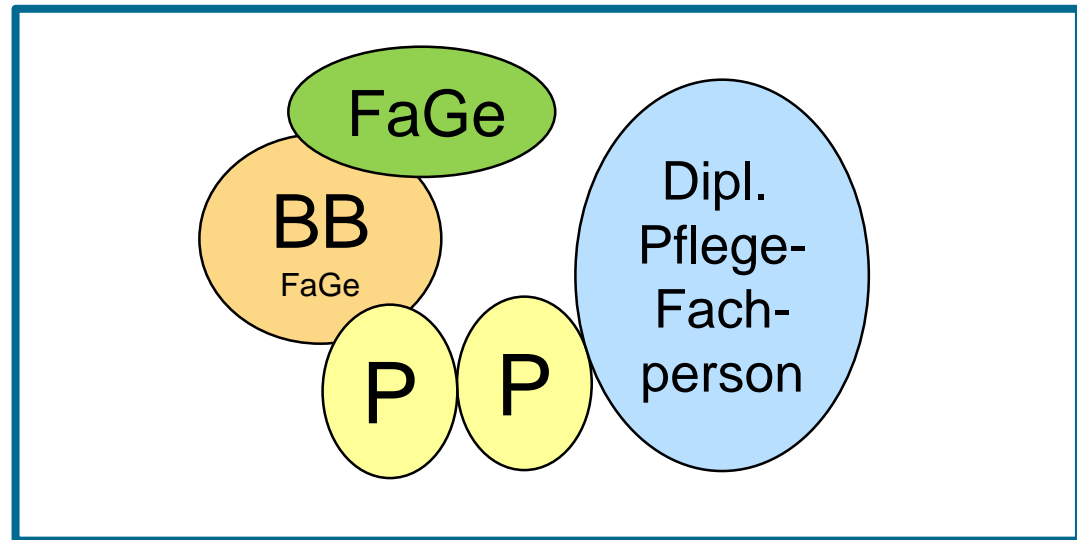 FaGe
BB
FaGe
P
P
Dipl.
Pflege-
Fach-
person